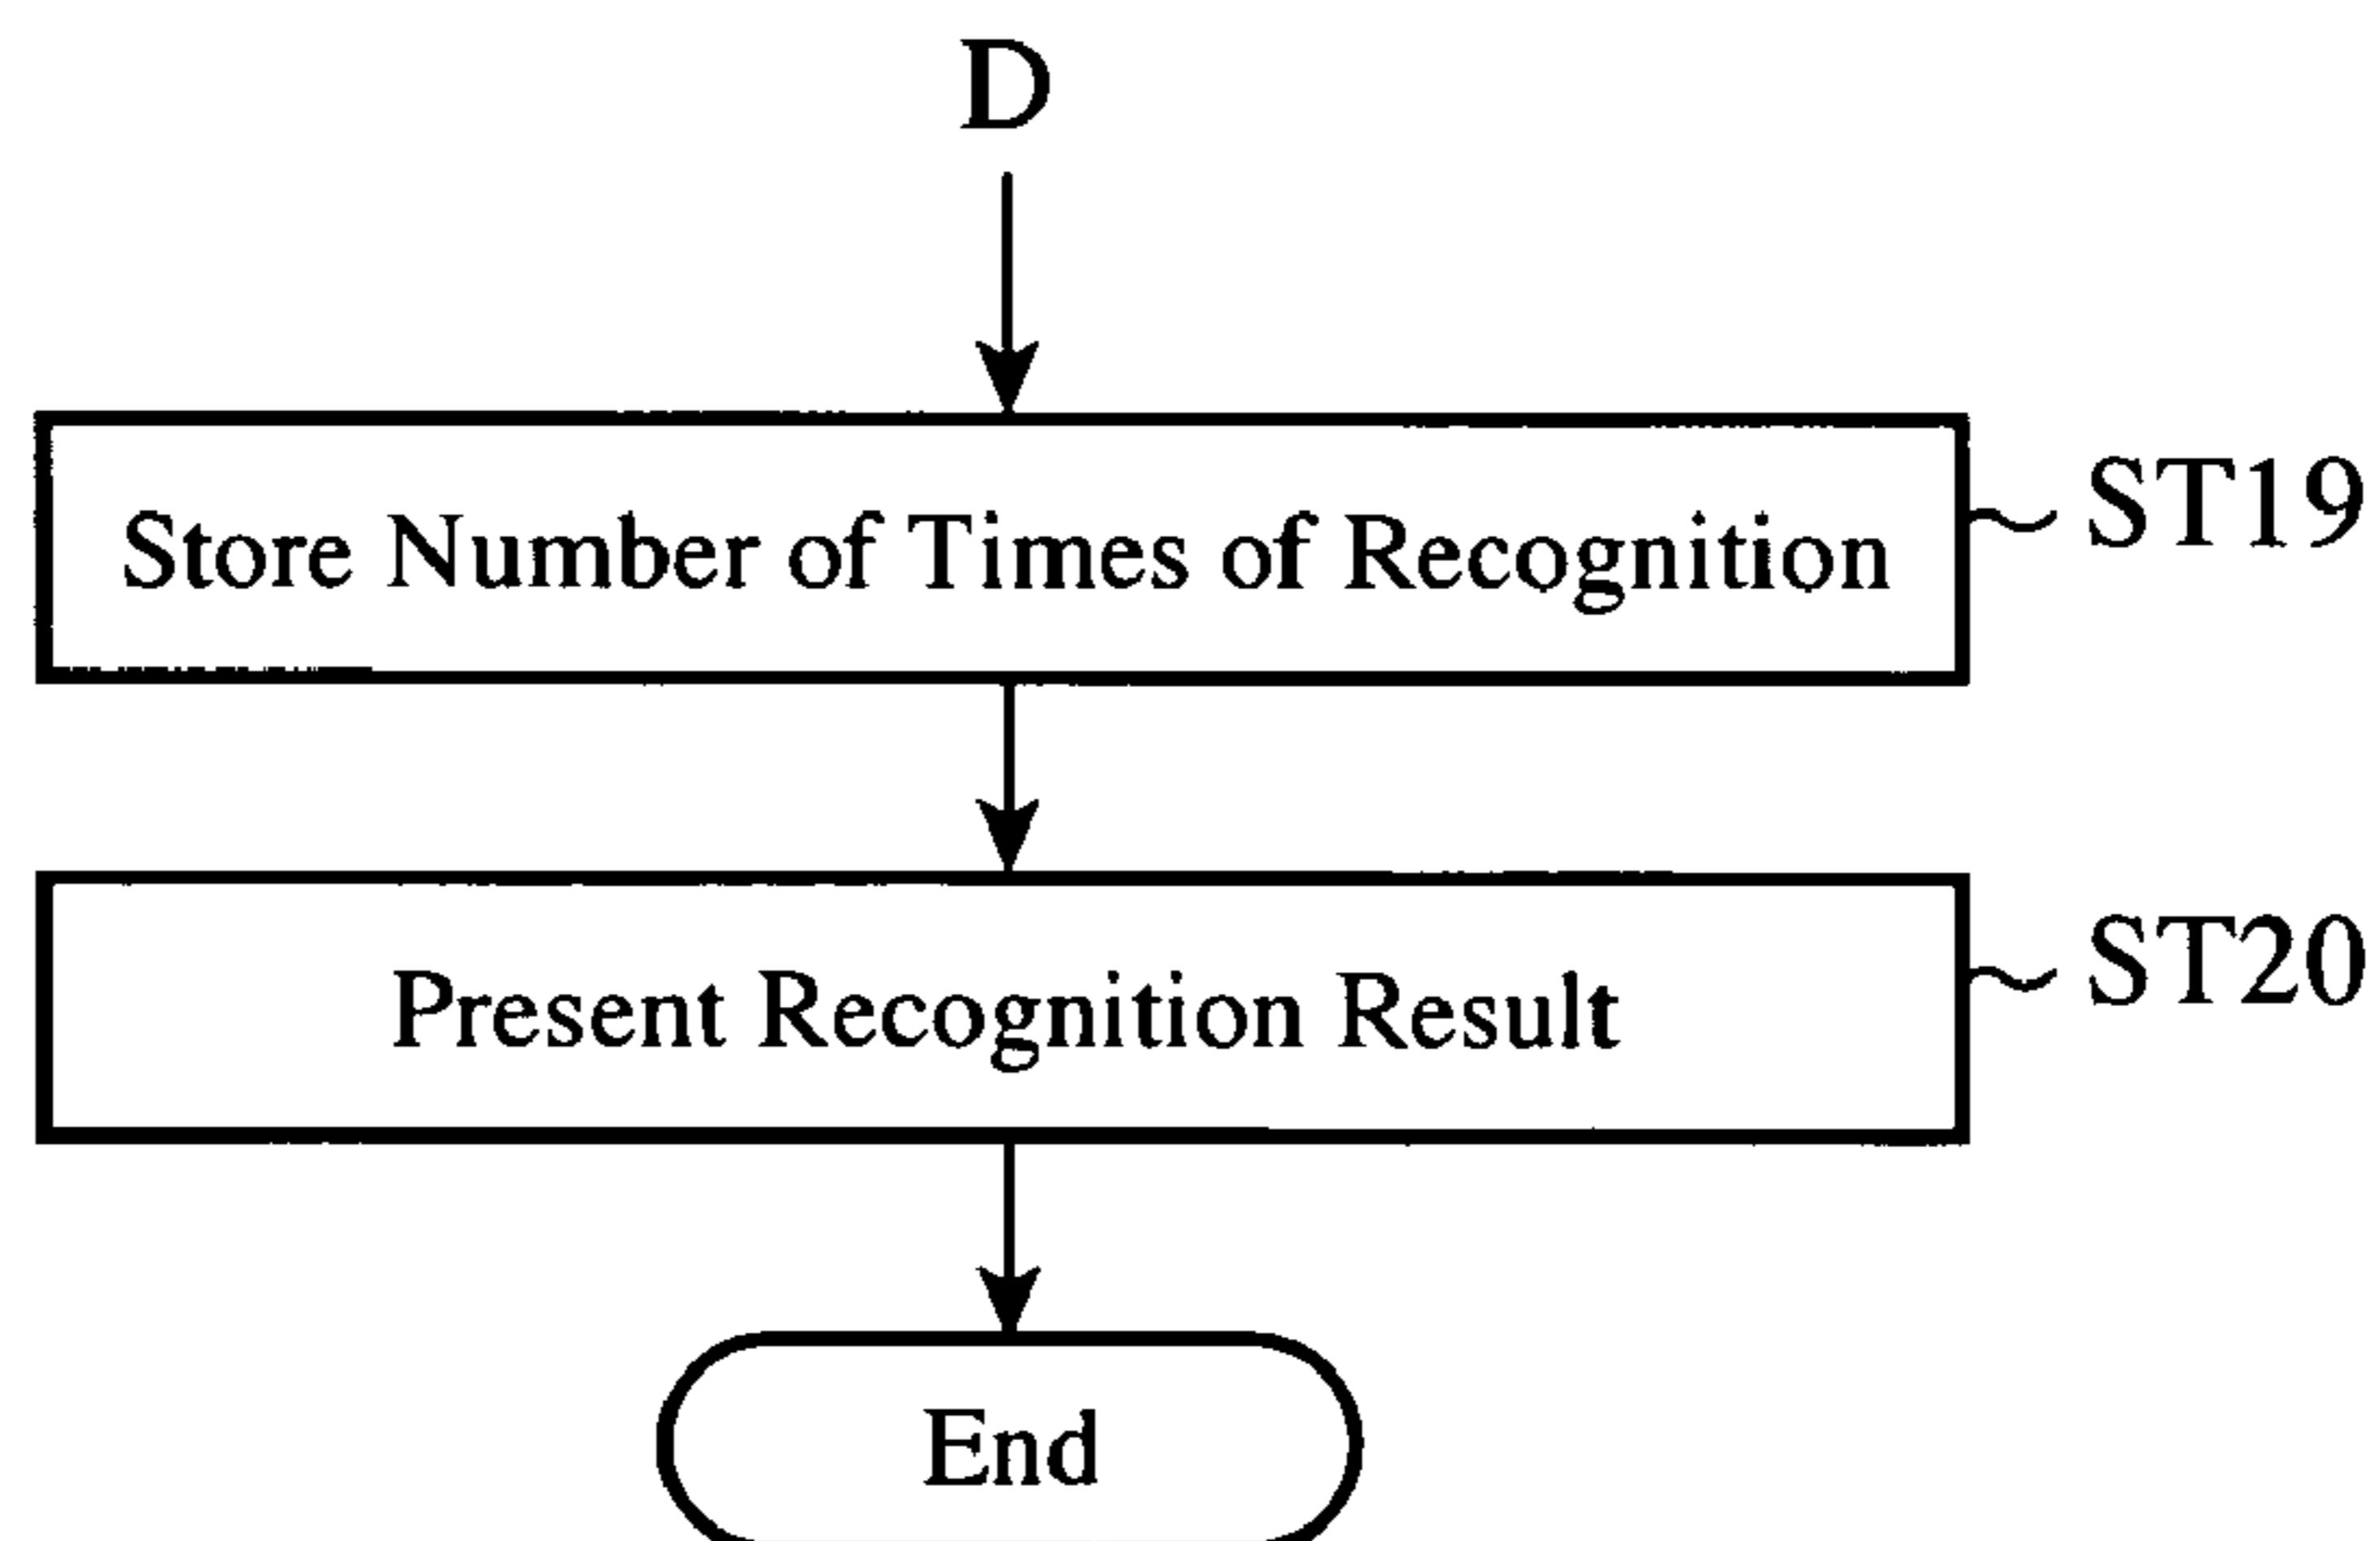 D
Store Number of Times of Recognition
ST19
Present Recognition Result
ST20
End